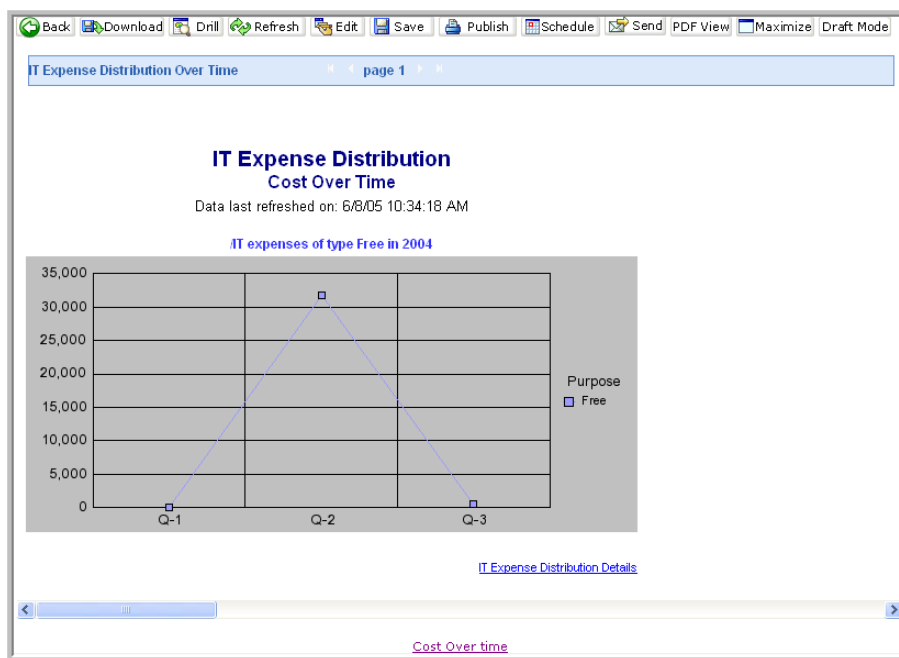 Back Download Drill Refresh Edit Save Publish Schedule Send PDF View Maximize Draft Mode
IT Expense Distribution Over Time page 1
IT Expense Distribution
Cost Over Time
Data last refreshed on: 6/8/05 10:34:18 AM
/IT expenses of type Free in 2004
35,000
30,000
25,000
20,000
15,000
10,000
5,000
0
Q-1 Q-2 Q-3
Purpose
Free
IT Expense Distribution Details
Cost Over time